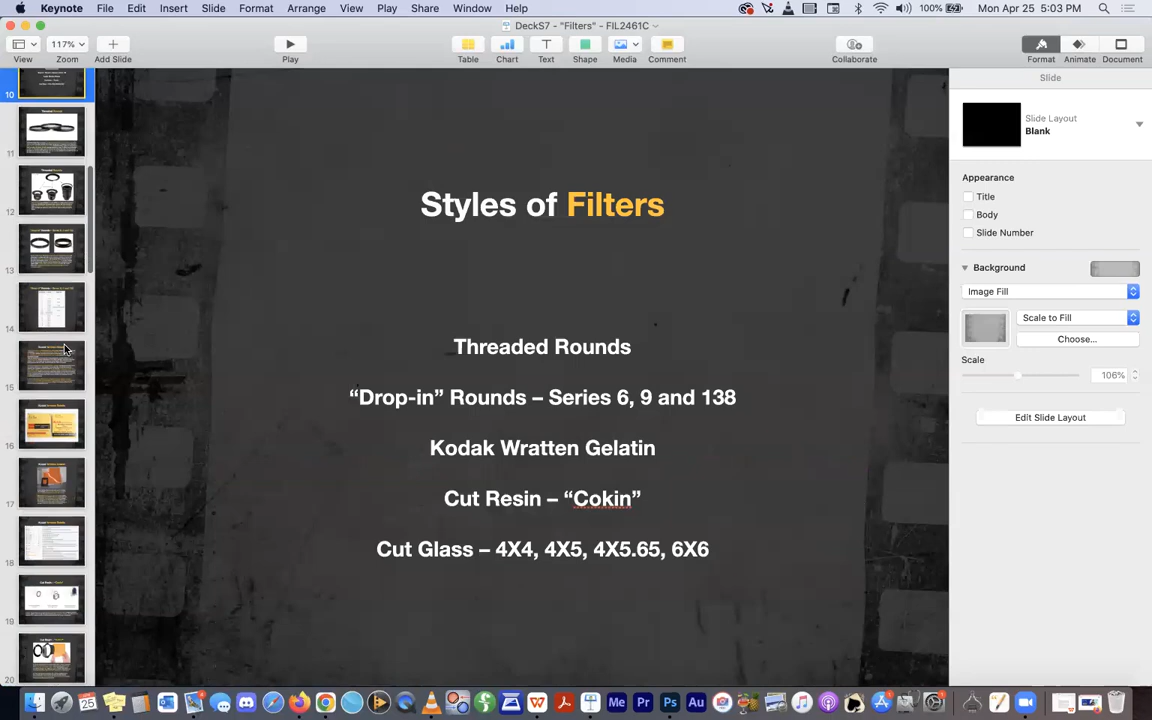 Keynote File Edit Insert Slide Format Arrange View Play Share Window Help 100% Mon Apr 25 5:03 PM
DeckS7 - "Filters" - FIL2461C
117%
View Zoom Add Slide Play Table Chart Text Shape Media Comment Collaborate Format Animate Document
Slide
Slide Layout
Blank
Appearance
Title
Body
Slide Number
Background
Image Fill
Scale to Fill
Choose...
Scale
106%
Edit Slide Layout
10
11
12
13
14
15
16
17
18
19
20
Styles of Filters
Threaded Rounds
“Drop-in” Rounds – Series 6, 9 and 138
Kodak Wratten Gelatin
Cut Resin – “Cokin”
Cut Glass – 4X4, 4X5, 4X5.65, 6X6